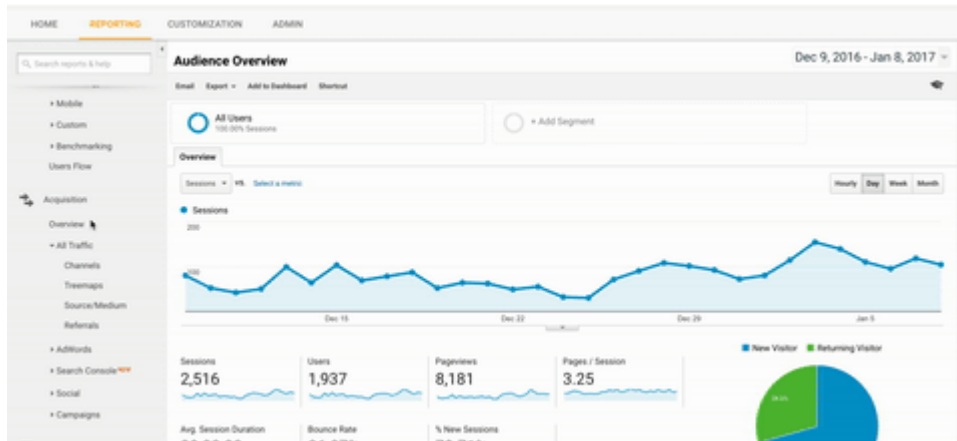 HOME REPORTING CUSTOMIZATION ADMIN
Search reports & help
Audience Overview
Dec 9, 2016 - Jan 8, 2017
Email Export Add to Dashboard Shortcut
Mobile
Custom
Benchmarking
Users Flow
Acquisition
Overview
All Traffic
Channels
Treemaps
Source/Medium
Referrals
AdWords
Search Console NEW
Social
Campaigns
All Users
100.00% Sessions
+ Add Segment
Overview
Sessions VS. Select a metric
Hourly Day Week Month
Sessions
200
100
Dec 15 Dec 22 Dec 29 Jan 5
New Visitor Returning Visitor
Sessions
2,516
Users
1,937
Pageviews
8,181
Pages / Session
3.25
Avg. Session Duration
Bounce Rate
% New Sessions